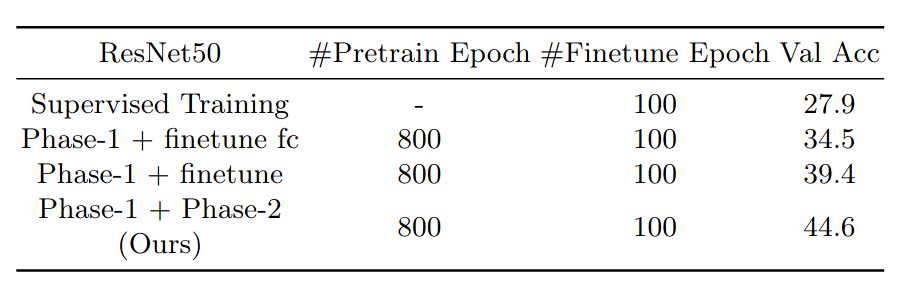 ResNet50 #Pretrain Epoch #Finetune Epoch Val Acc
Supervised Training - 100 27.9
Phase-1 + finetune fc 800 100 34.5
Phase-1 + finetune 800 100 39.4
Phase-1 + Phase-2
(Ours) 800 100 44.6